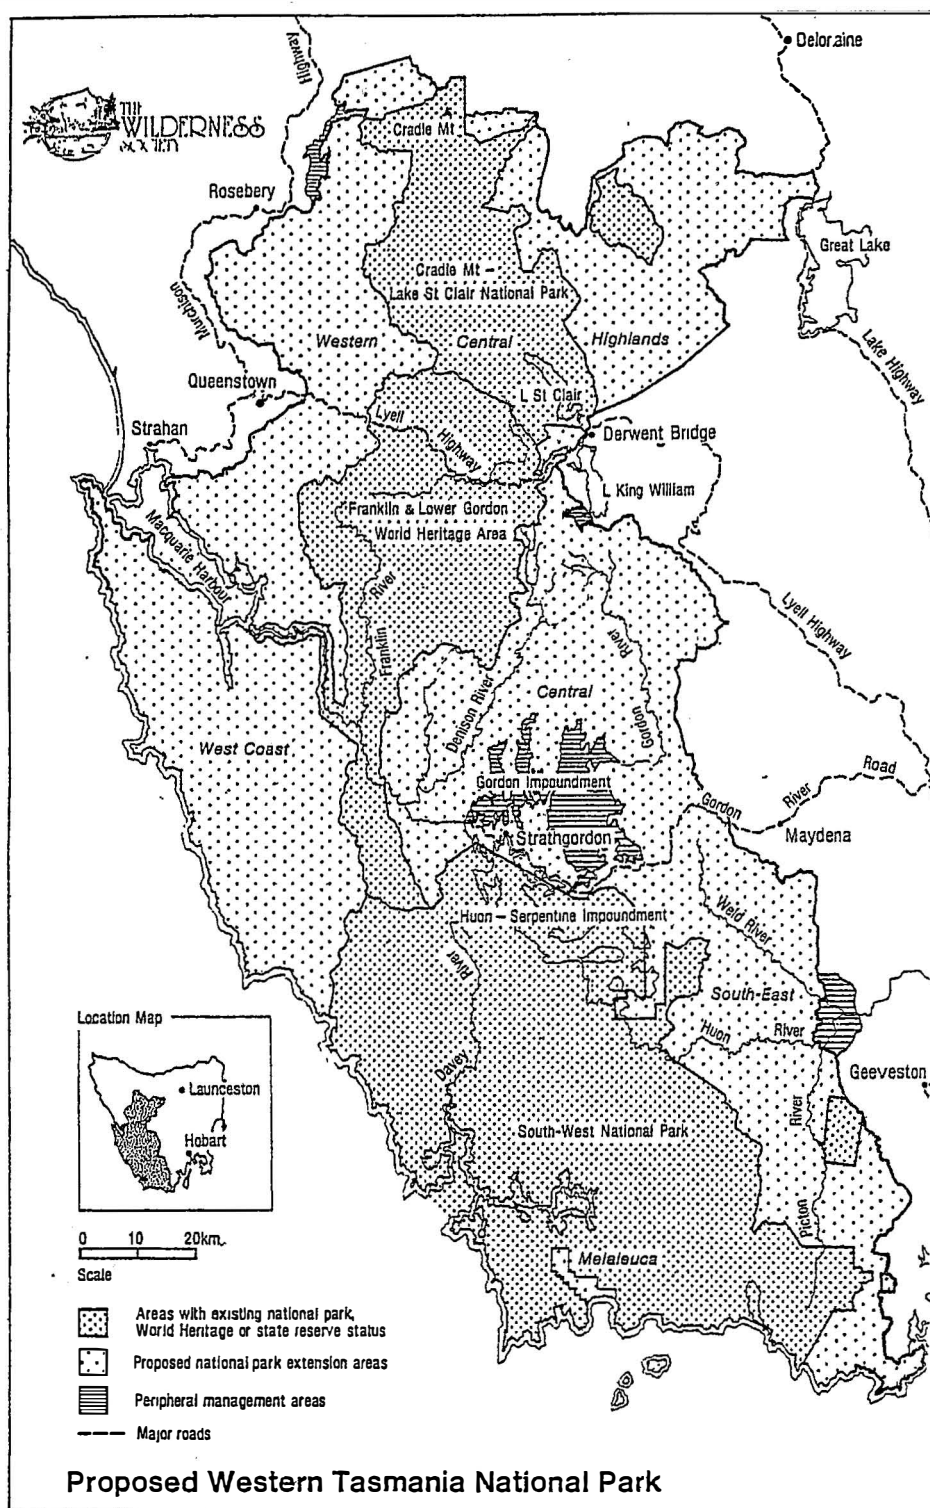 Deloraine
Highway
THE
WILDERNESS
SOCIETY
Cradle Mt
Rosebery
Great Lake
Cradle Mt –
Lake St Clair National Park
Murchison
Western
Central
Highlands
Lake Highway
Queenstown
L St Clair
Lyell
Highway
Strahan
Derwent Bridge
L King William
Franklin & Lower Gordon
World Heritage Area
Macquarie
Harbour
River
Franklin
Lyell Highway
River
Gordon
Central
Denison River
West Coast
Gordon Impoundment
Gordon
River
Road
Strathgordon
Maydena
Huon – Serpentine Impoundment
Weld River
River
Davey
South-East
Huon
River
Location Map
Launceston
Hobart
Geeveston
River
Picton
South-West National Park
Melaleuca
0 10 20km
Scale
Areas with existing national park,
World Heritage or state reserve status
Proposed national park extension areas
Peripheral management areas
Major roads
Proposed Western Tasmania National Park